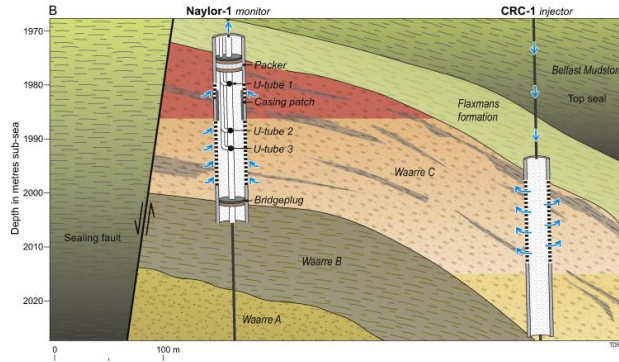 B
Naylor-1 monitor
CRC-1 injector
1970
1980
1990
2000
2010
2020
Depth in metres sub-sea
Packer
U-tube 1
Casing patch
U-tube 2
U-tube 3
Bridgeplug
Belfast Mudston
Top seal
Flaxmans
formation
Waarre C
Sealing fault
Waarre B
Waarre A
0
100 m